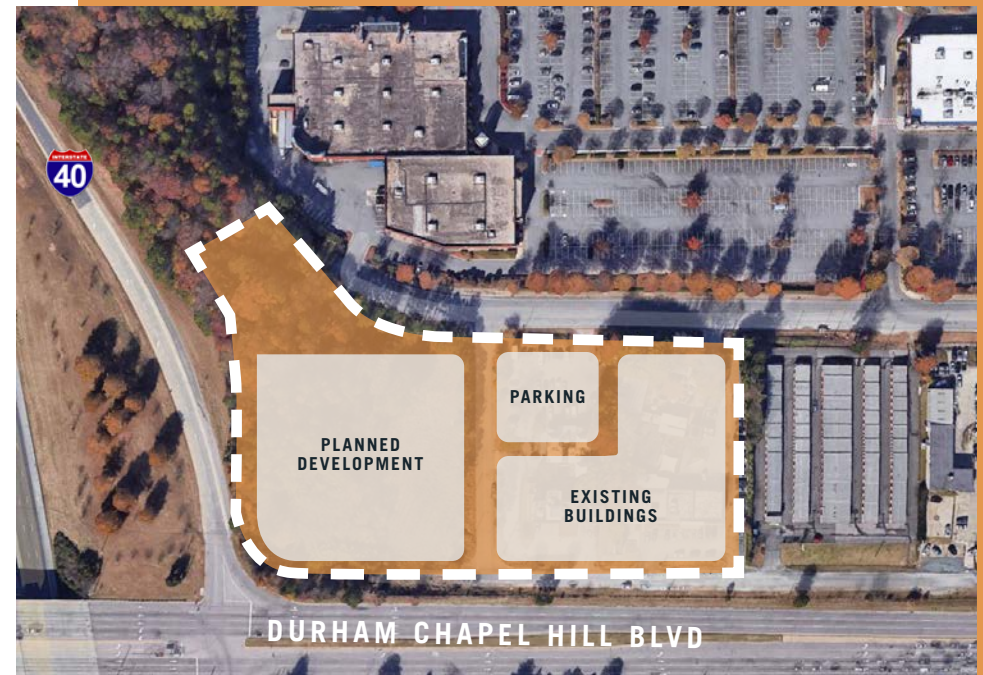 INTERSTATE
40
PARKING
PLANNED
DEVELOPMENT
EXISTING
BUILDINGS
DURHAM CHAPEL HILL BLVD